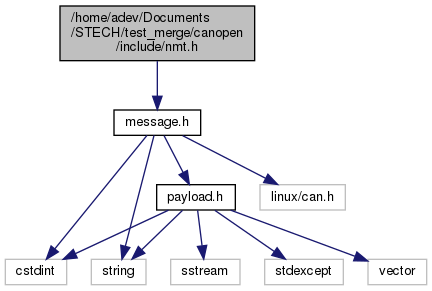 /home/adev/Documents
/STECH/test_merge/canopen
/include/nmt.h
message.h
payload.h
linux/can.h
cstdint
string
sstream
stdexcept
vector